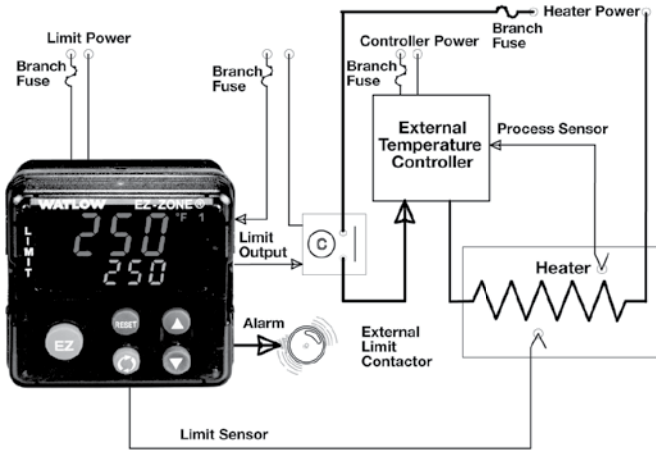 Limit Power
Branch
Fuse
Branch
Fuse
Controller Power
Branch
Fuse
Branch
Fuse
Heater Power
External
Temperature
Controller
Process Sensor
WATLOW EZ-ZONE®
250 °F 1
250
LIMIT
EZ
RESET
Limit
Output
C
Alarm
External
Limit
Contactor
Heater
Limit Sensor